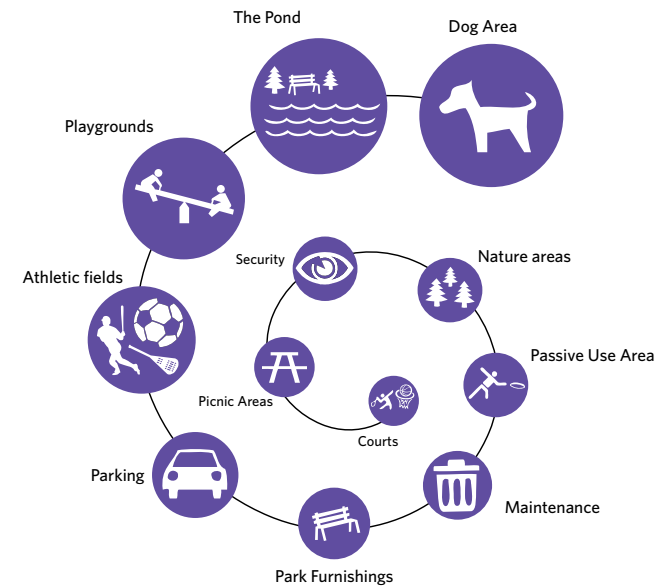 The Pond
Dog Area
Playgrounds
Security
Nature areas
Athletic fields
Passive Use Area
Picnic Areas
Courts
Parking
Maintenance
Park Furnishings